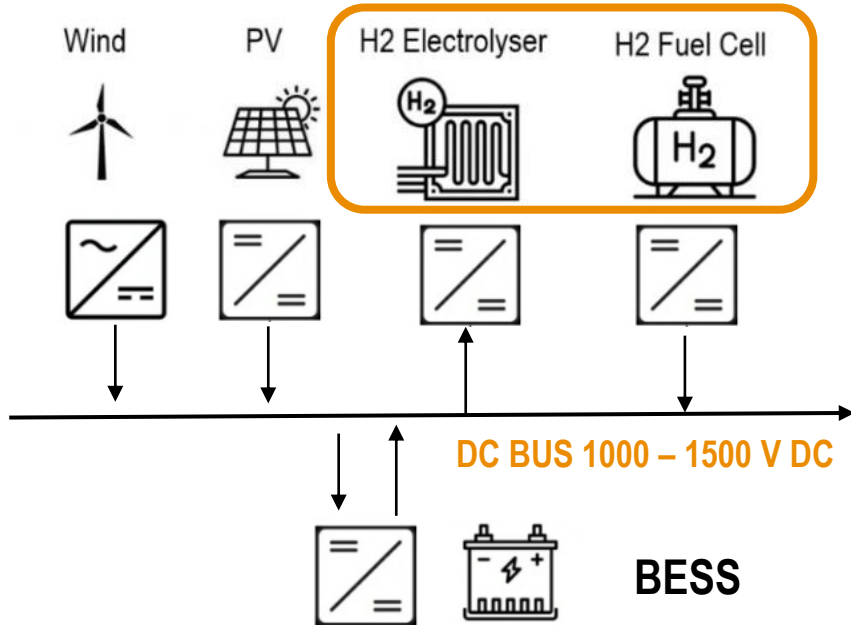 Wind
PV
H2 Electrolyser
H2 Fuel Cell
H₂
H₂
DC BUS 1000 – 1500 V DC
- +
BESS